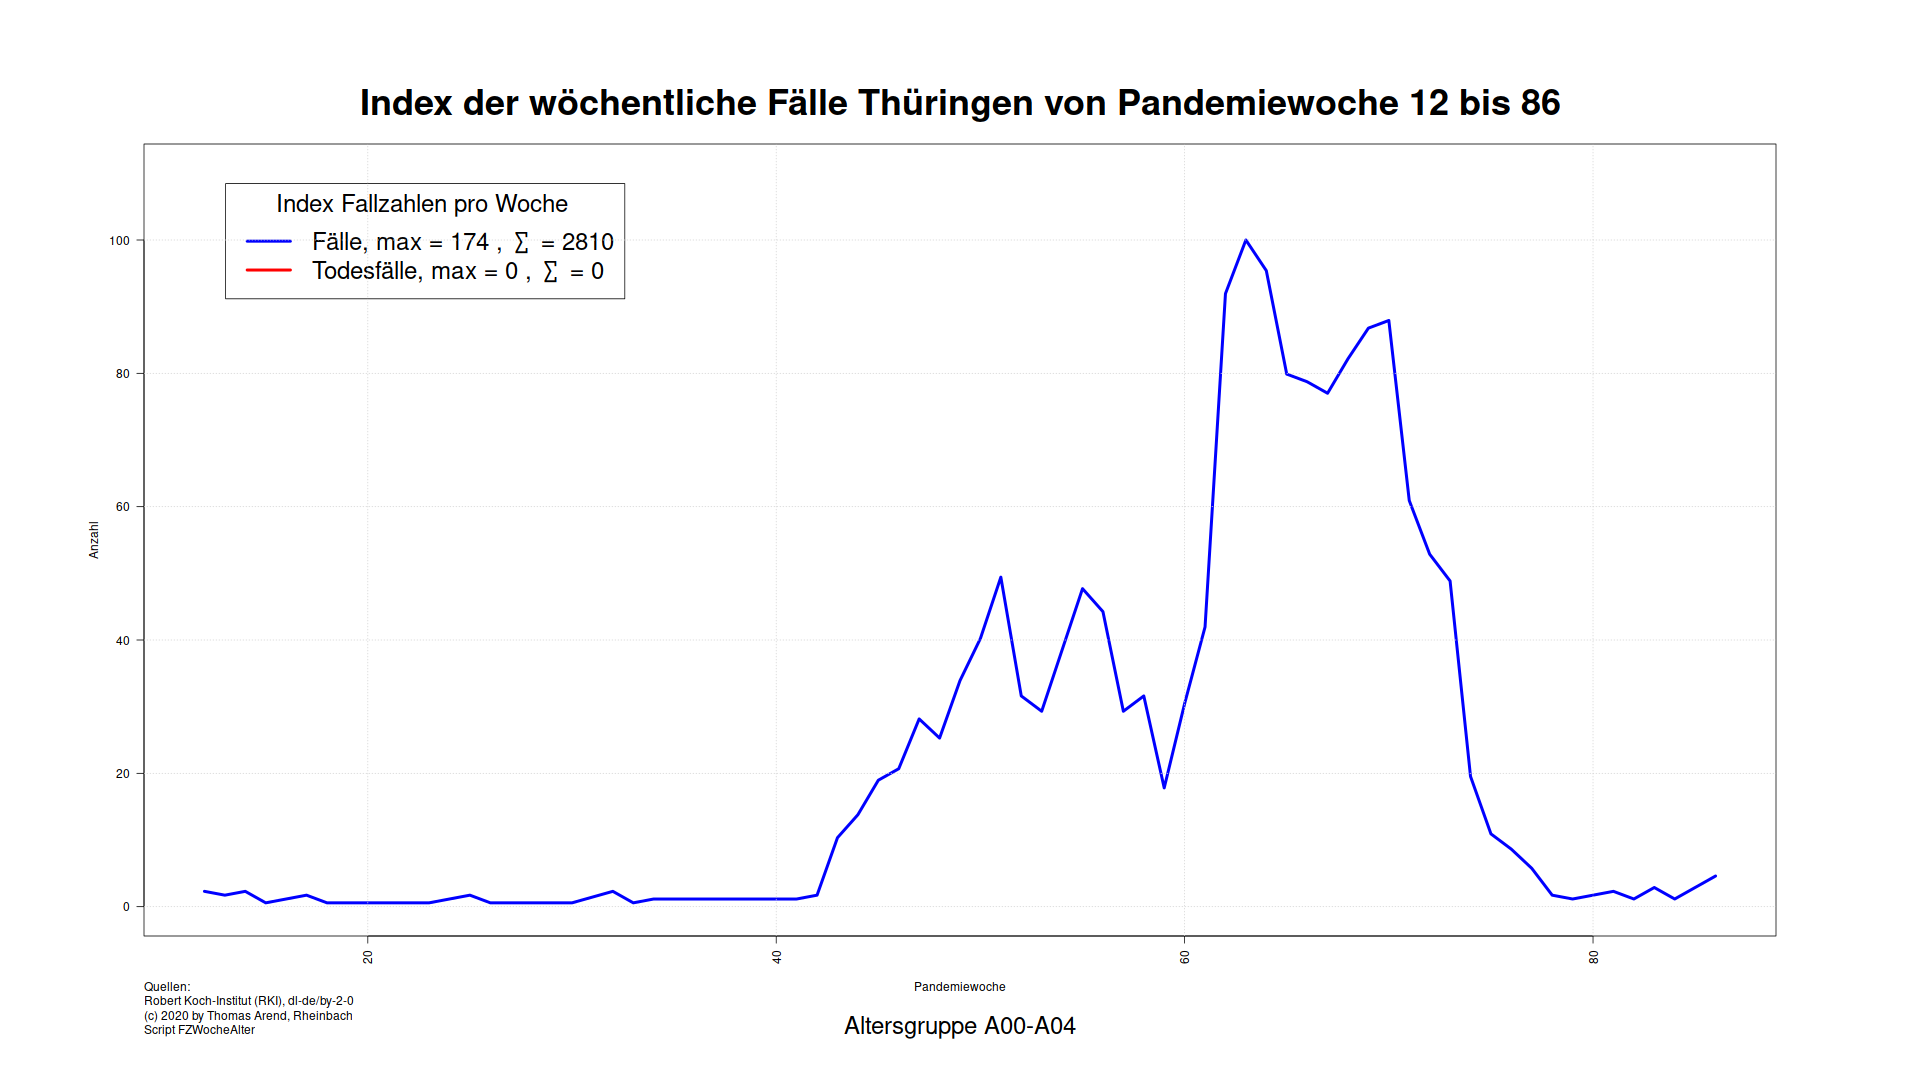 Index der wöchentliche Fälle Thüringen von Pandemiewoche 12 bis 86
Index Fallzahlen pro Woche
Fälle, max = 174 , ∑ = 2810
Todesfälle, max = 0 , ∑ = 0
100
80
60
40
20
0
Anzahl
20
40
60
80
Pandemiewoche
Quellen:
Robert Koch-Institut (RKI), dl-de/by-2-0
(c) 2020 by Thomas Arend, Rheinbach
Script FZWocheAlter
Altersgruppe A00-A04